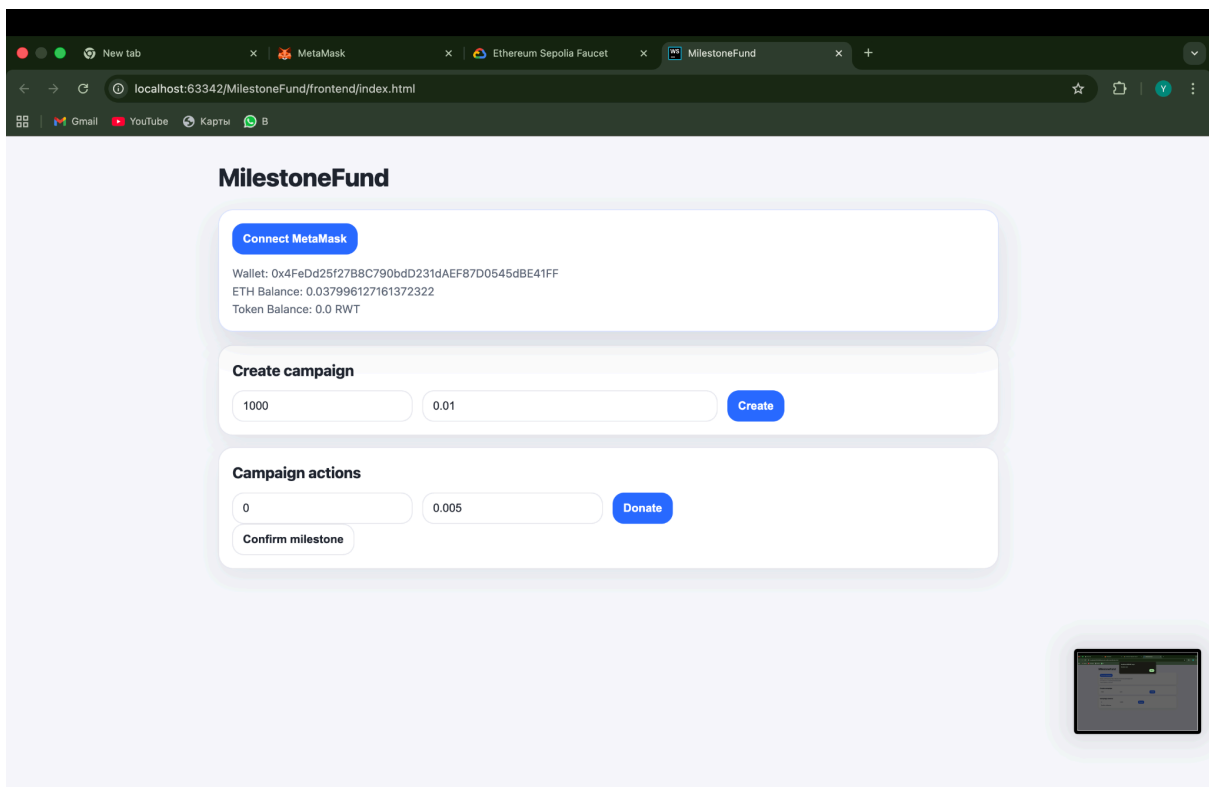 New tab
MetaMask
Ethereum Sepolia Faucet
WS MilestoneFund
localhost:63342/MilestoneFund/frontend/index.html
Y
Gmail YouTube Карты В
MilestoneFund
Connect MetaMask
Wallet: 0x4FeDd25f27B8C790bdD231dAEF87D0545dBE41FF
ETH Balance: 0.037996127161372322
Token Balance: 0.0 RWT
Create campaign
1000 0.01 Create
Campaign actions
0 0.005 Donate
Confirm milestone